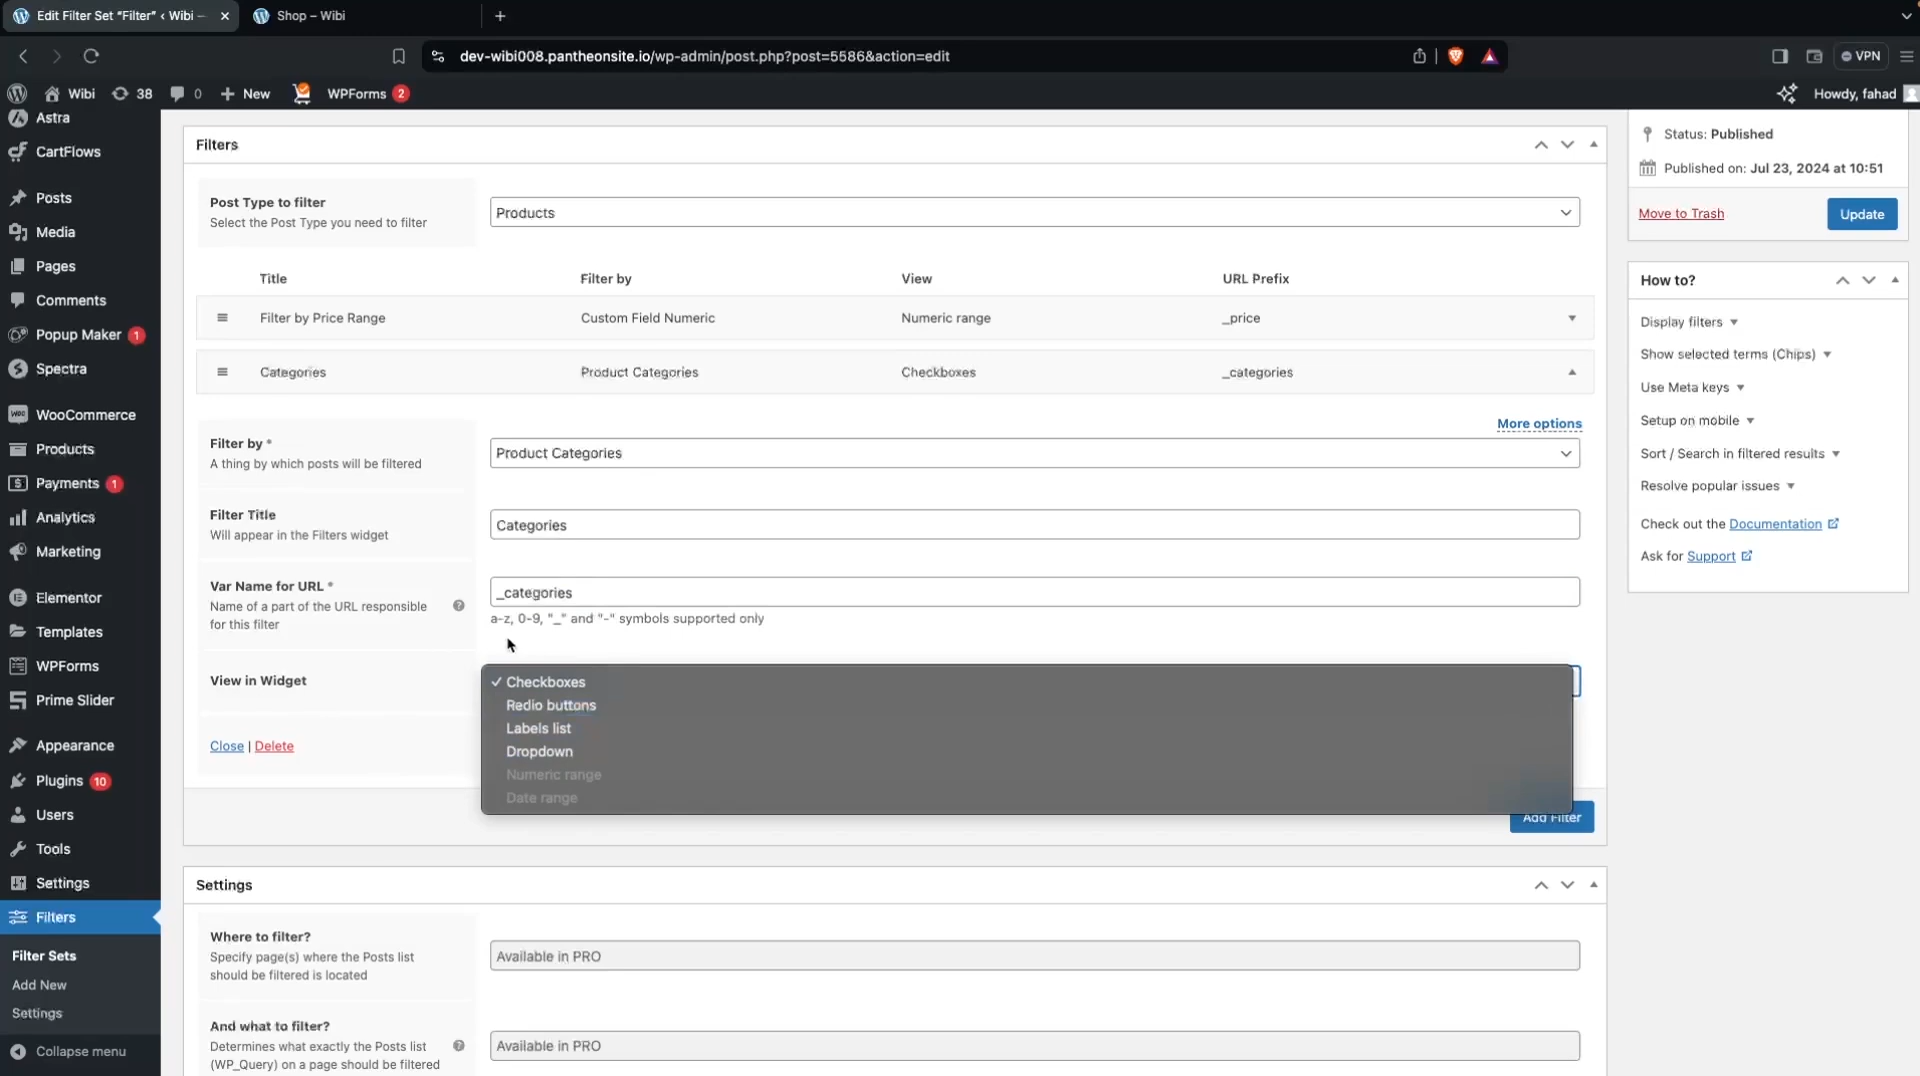 Edit Filter Set "Filter" ‹ Wibi –
Shop – Wibi
dev-wibi008.pantheonsite.io/wp-admin/post.php?post=5586&action=edit
VPN
Wibi
38
0
New
WPForms 2
Howdy, fahad
Astra
CartFlows
Posts
Media
Pages
Comments
Popup Maker 1
Spectra
WooCommerce
Products
Payments 1
Analytics
Marketing
Elementor
Templates
WPForms
Prime Slider
Appearance
Plugins 10
Users
Tools
Settings
Filters
Filter Sets
Add New
Settings
Collapse menu
Filters
Post Type to filter
Select the Post Type you need to filter
Products
Title Filter by View URL Prefix
Filter by Price Range Custom Field Numeric Numeric range _price
Categories Product Categories Checkboxes _categories
More options
Filter by *
A thing by which posts will be filtered
Product Categories
Filter Title
Will appear in the Filters widget
Categories
Var Name for URL *
Name of a part of the URL responsible
for this filter
_categories
a-z, 0-9, "_" and "-" symbols supported only
View in Widget
✓ Checkboxes
Redio buttons
Labels list
Dropdown
Numeric range
Date range
Close | Delete
Add Filter
Settings
Where to filter?
Specify page(s) where the Posts list
should be filtered is located
Available in PRO
And what to filter?
Determines what exactly the Posts list
(WP_Query) on a page should be filtered
Available in PRO
Status: Published
Published on: Jul 23, 2024 at 10:51
Move to Trash
Update
How to?
Display filters
Show selected terms (Chips)
Use Meta keys
Setup on mobile
Sort / Search in filtered results
Resolve popular issues
Check out the Documentation
Ask for Support